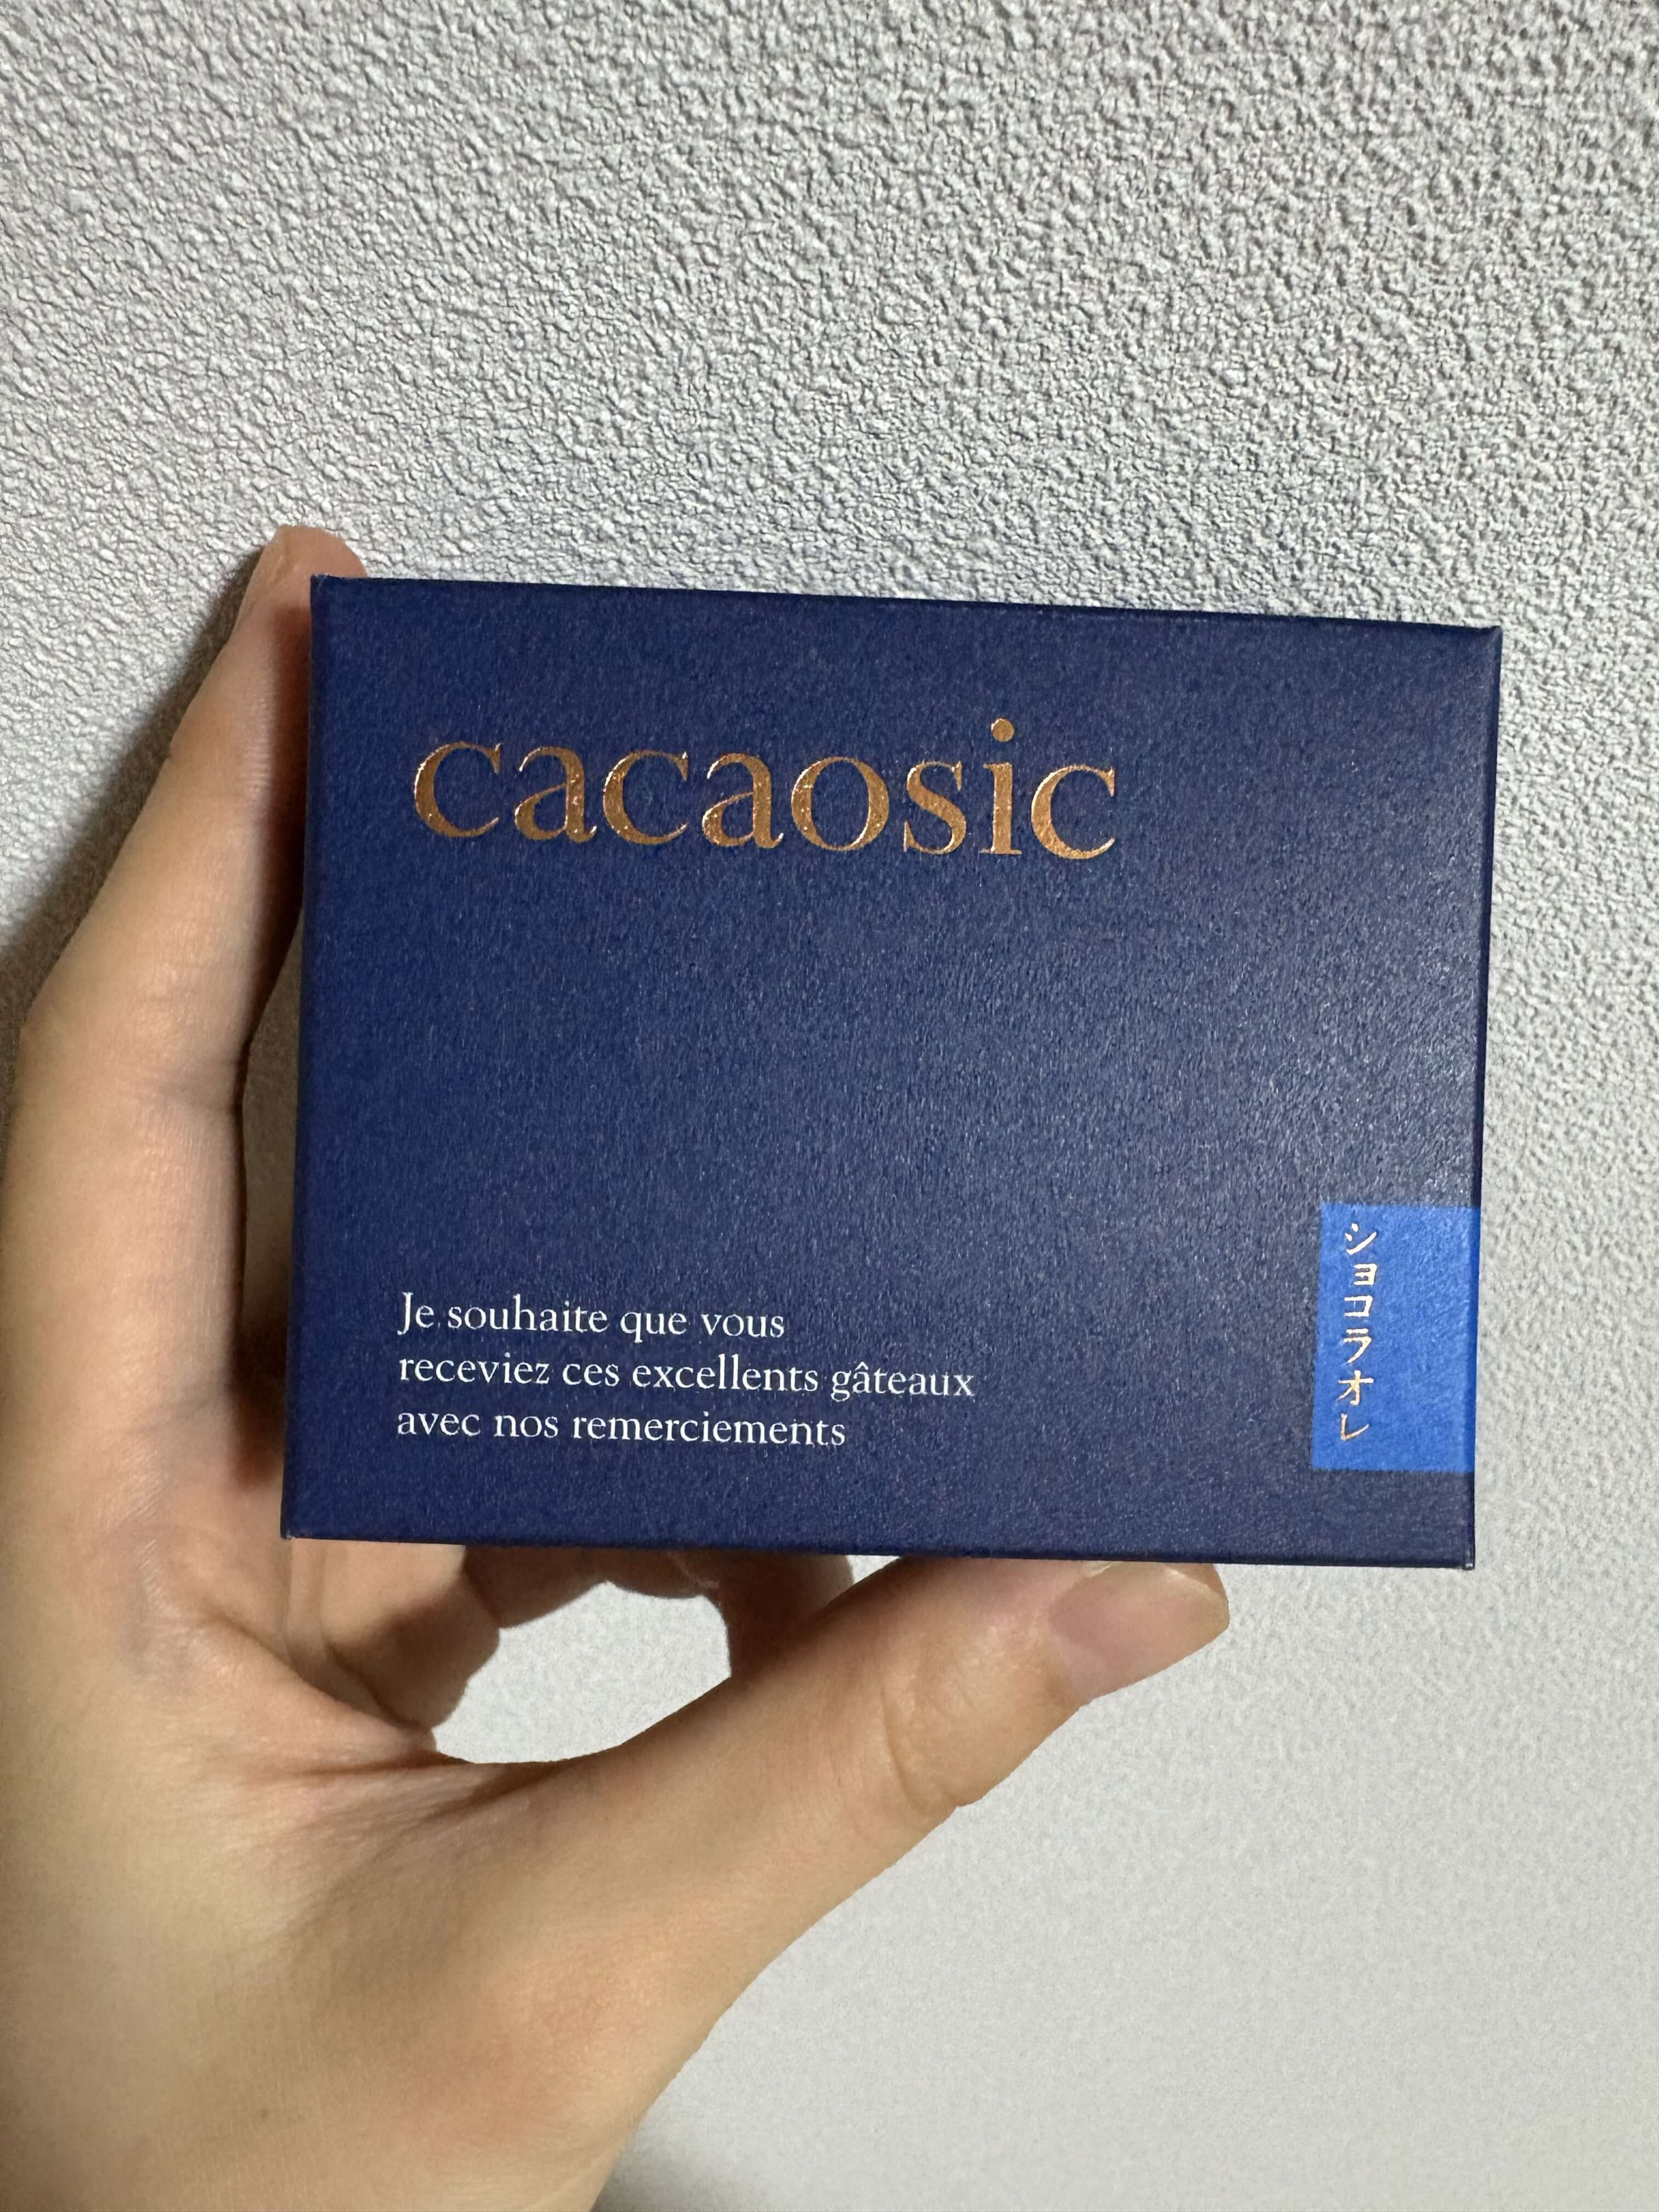 cacaosic
Je souhaite que vous
receviez ces excellents gâteaux
avec nos remerciements
ショコラオレ